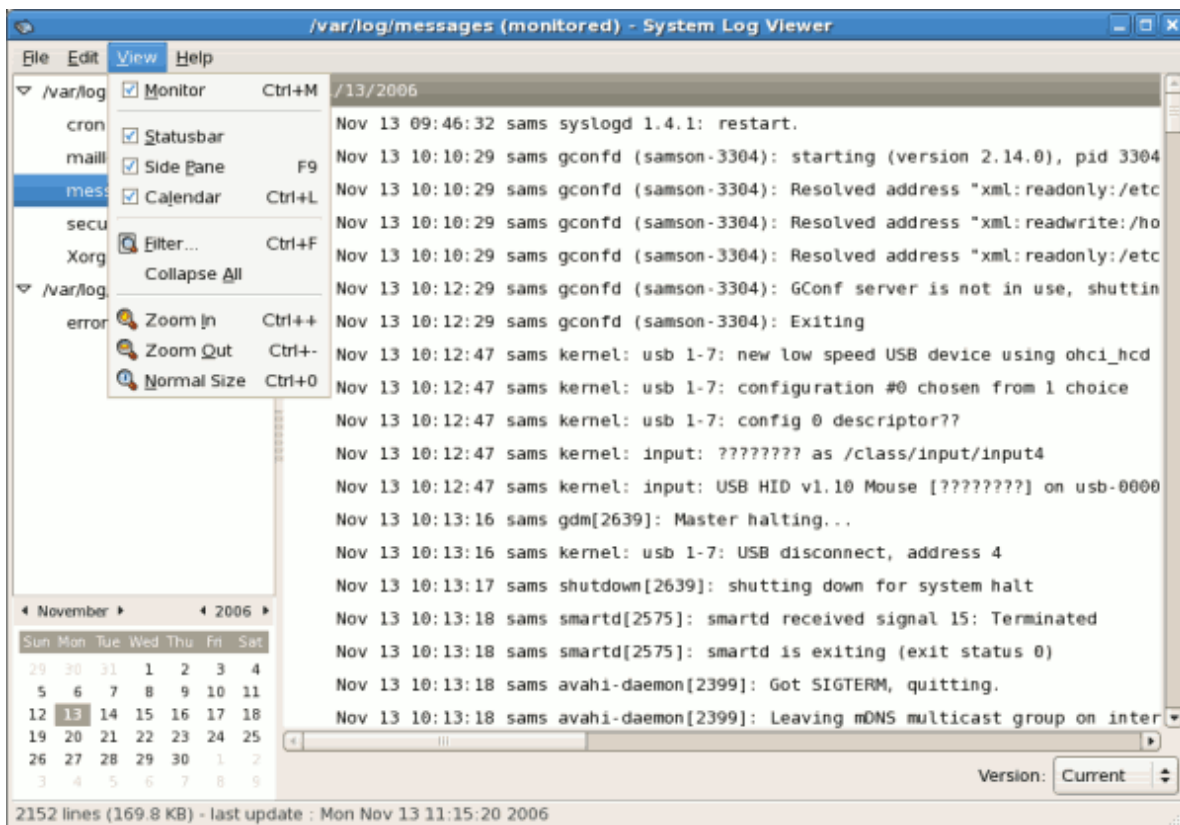 /var/log/messages (monitored) - System Log Viewer
File Edit View Help
/var/log
cron
maill
mess
secu
Xorg
/var/log
error
Monitor Ctrl+M
Statusbar
Side Pane F9
Calendar Ctrl+L
Filter... Ctrl+F
Collapse All
Zoom In Ctrl++
Zoom Out Ctrl+-
Normal Size Ctrl+0
/13/2006
Nov 13 09:46:32 sams syslogd 1.4.1: restart.
Nov 13 10:10:29 sams gconfd (samson-3304): starting (version 2.14.0), pid 3304
Nov 13 10:10:29 sams gconfd (samson-3304): Resolved address "xml:readonly:/etc
Nov 13 10:10:29 sams gconfd (samson-3304): Resolved address "xml:readwrite:/ho
Nov 13 10:10:29 sams gconfd (samson-3304): Resolved address "xml:readonly:/etc
Nov 13 10:12:29 sams gconfd (samson-3304): GConf server is not in use, shuttin
Nov 13 10:12:29 sams gconfd (samson-3304): Exiting
Nov 13 10:12:47 sams kernel: usb 1-7: new low speed USB device using ohci_hcd
Nov 13 10:12:47 sams kernel: usb 1-7: configuration #0 chosen from 1 choice
Nov 13 10:12:47 sams kernel: usb 1-7: config 0 descriptor??
Nov 13 10:12:47 sams kernel: input: ???????? as /class/input/input4
Nov 13 10:12:47 sams kernel: input: USB HID v1.10 Mouse [????????] on usb-0000
Nov 13 10:13:16 sams gdm[2639]: Master halting...
Nov 13 10:13:16 sams kernel: usb 1-7: USB disconnect, address 4
Nov 13 10:13:17 sams shutdown[2639]: shutting down for system halt
Nov 13 10:13:18 sams smartd[2575]: smartd received signal 15: Terminated
Nov 13 10:13:18 sams smartd[2575]: smartd is exiting (exit status 0)
Nov 13 10:13:18 sams avahi-daemon[2399]: Got SIGTERM, quitting.
Nov 13 10:13:18 sams avahi-daemon[2399]: Leaving mDNS multicast group on inter
November 2006
Sun Mon Tue Wed Thu Fri Sat
29 30 31 1 2 3 4
5 6 7 8 9 10 11
12 13 14 15 16 17 18
19 20 21 22 23 24 25
26 27 28 29 30 1 2
3 4 5 6 7 8 9
Version: Current
2152 lines (169.8 KB) - last update : Mon Nov 13 11:15:20 2006